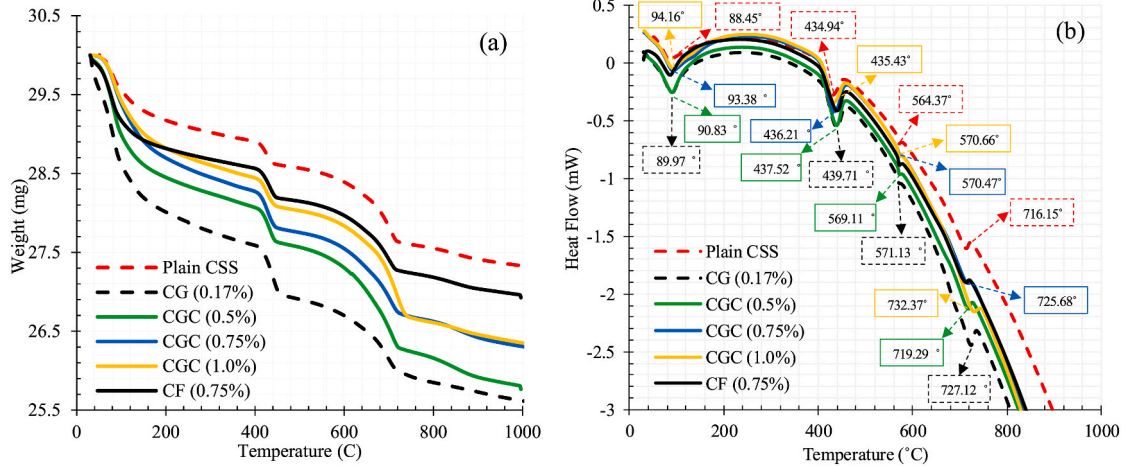 (a)
30.5
29.5
28.5
27.5
26.5
25.5
Weight (mg)
0
200
400
600
800
1000
Temperature (C)
Plain CSS
CG (0.17%)
CGC (0.5%)
CGC (0.75%)
CGC (1.0%)
CF (0.75%)
(b)
0.5
0
-0.5
-1
-1.5
-2
-2.5
-3
Heat Flow (mW)
0
200
400
600
800
1000
Temperature (˚C)
94.16˚
88.45˚
434.94˚
435.43˚
564.37˚
93.38 ˚
90.83 ˚
89.97 ˚
436.21 ˚
437.52 ˚
439.71 ˚
570.66˚
570.47˚
569.11 ˚
571.13 ˚
716.15˚
732.37˚
725.68˚
719.29 ˚
727.12 ˚
Plain CSS
CG (0.17%)
CGC (0.5%)
CGC (0.75%)
CGC (1.0%)
CF (0.75%)